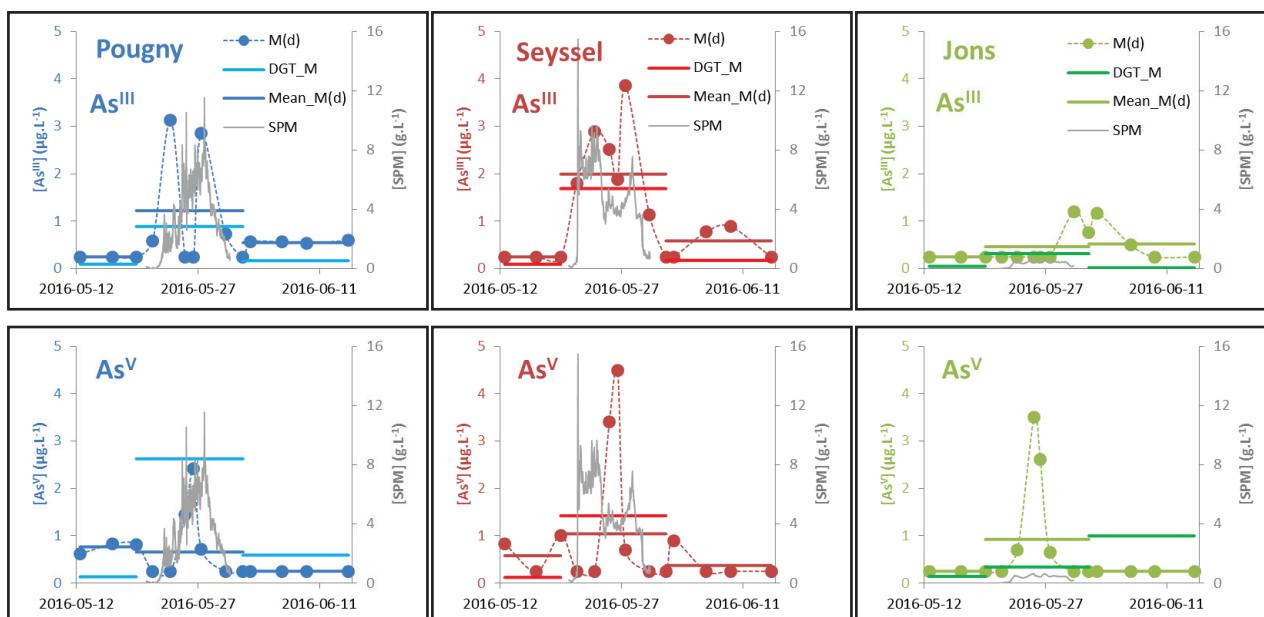 Pougny
As^III
[As^III] (µg.L⁻¹)
5
4
3
2
1
0
M(d)
DGT_M
Mean_M(d)
SPM
16
12
8
4
0
[SPM] (g.L⁻¹)
2016-05-12 2016-05-27 2016-06-11
Seyssel
As^III
[As^III] (µg.L⁻¹)
5
4
3
2
1
0
M(d)
DGT_M
Mean_M(d)
SPM
16
12
8
4
0
[SPM] (g.L⁻¹)
2016-05-12 2016-05-27 2016-06-11
Jons
As^III
[As^III] (µg.L⁻¹)
5
4
3
2
1
0
M(d)
DGT_M
Mean_M(d)
SPM
16
12
8
4
0
[SPM] (g.L⁻¹)
2016-05-12 2016-05-27 2016-06-11
As^V
[As^V] (µg.L⁻¹)
5
4
3
2
1
0
16
12
8
4
0
[SPM] (g.L⁻¹)
2016-05-12 2016-05-27 2016-06-11
As^V
[As^V] (µg.L⁻¹)
5
4
3
2
1
0
16
12
8
4
0
[SPM] (g.L⁻¹)
2016-05-12 2016-05-27 2016-06-11
As^V
[As^V] (µg.L⁻¹)
5
4
3
2
1
0
16
12
8
4
0
[SPM] (g.L⁻¹)
2016-05-12 2016-05-27 2016-06-11